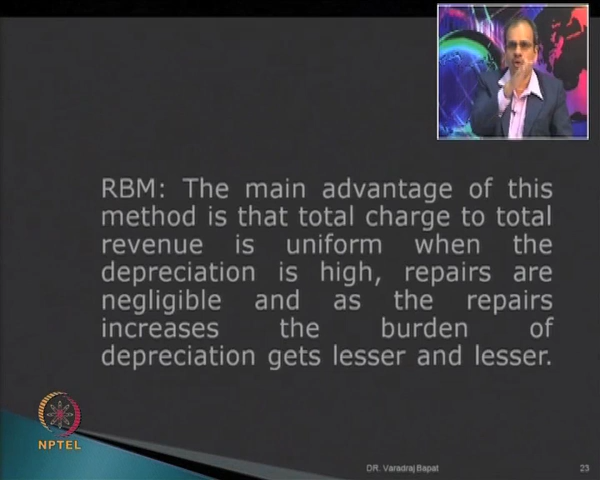 RBM: The main advantage of this
method is that total charge to total
revenue is uniform when the
depreciation is high, repairs are
negligible and as the repairs
increases the burden of
depreciation gets lesser and lesser.
NPTEL
DR. Varadraj Bapat
23